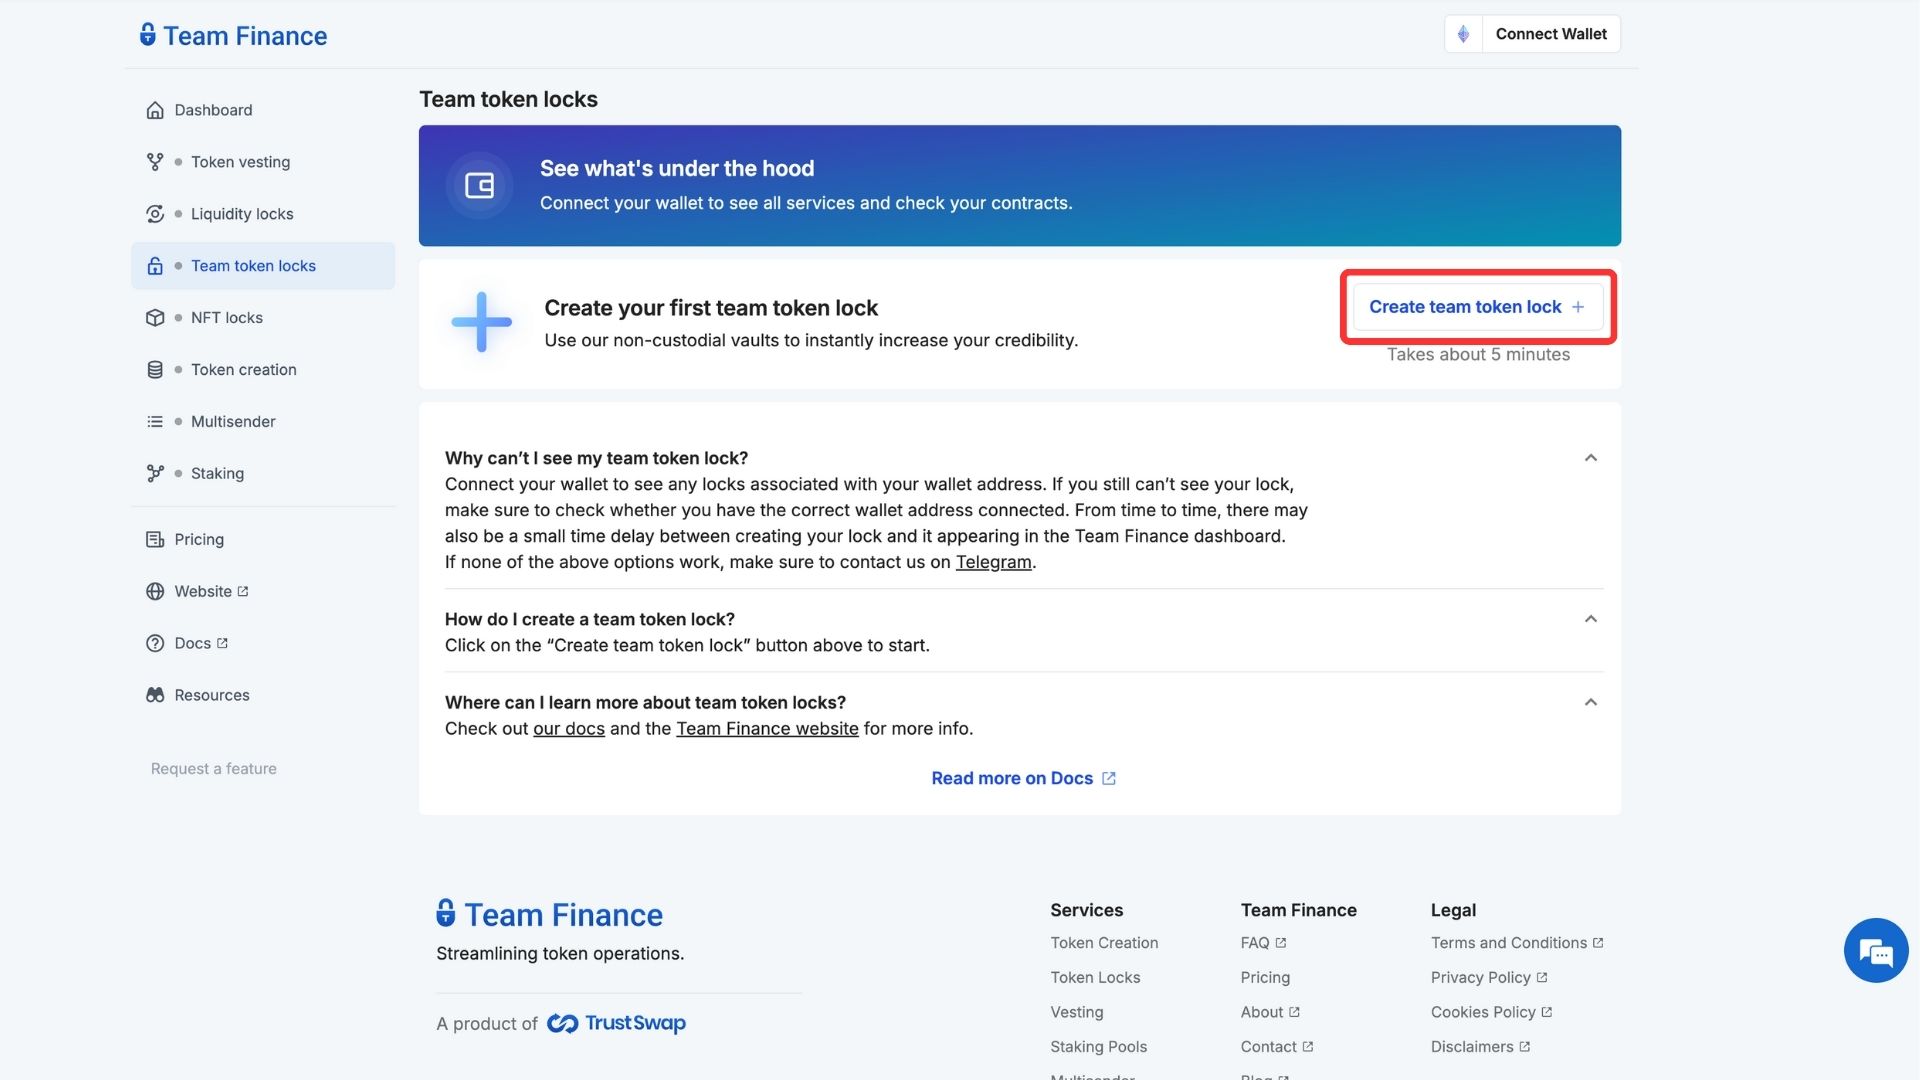 Team Finance
Connect Wallet
Dashboard
Token vesting
Liquidity locks
Team token locks
NFT locks
Token creation
Multisender
Staking
Pricing
Website
Docs
Resources
Request a feature
Team token locks
See what's under the hood
Connect your wallet to see all services and check your contracts.
Create your first team token lock
Use our non-custodial vaults to instantly increase your credibility.
Create team token lock +
Takes about 5 minutes
Why can’t I see my team token lock?
Connect your wallet to see any locks associated with your wallet address. If you still can’t see your lock,
make sure to check whether you have the correct wallet address connected. From time to time, there may
also be a small time delay between creating your lock and it appearing in the Team Finance dashboard.
If none of the above options work, make sure to contact us on Telegram.
How do I create a team token lock?
Click on the “Create team token lock” button above to start.
Where can I learn more about team token locks?
Check out our docs and the Team Finance website for more info.
Read more on Docs
Team Finance
Streamlining token operations.
A product of TrustSwap
Services
Token Creation
Token Locks
Vesting
Staking Pools
Team Finance
FAQ
Pricing
About
Contact
Legal
Terms and Conditions
Privacy Policy
Cookies Policy
Disclaimers